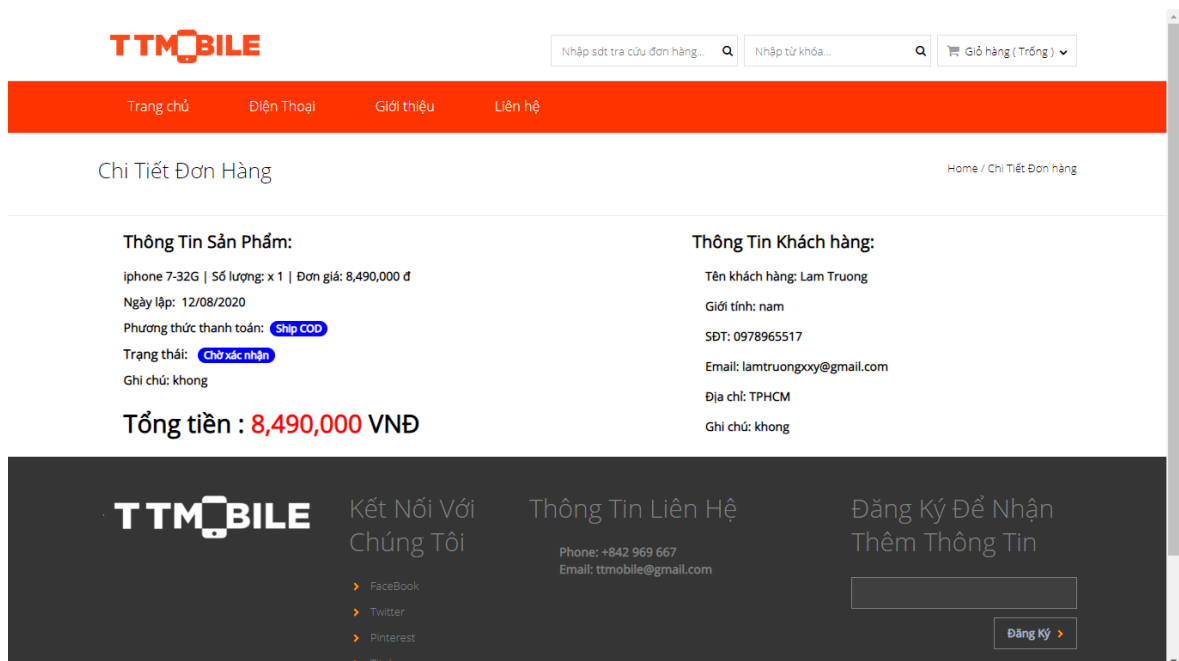 TTMOBILE
Nhập sdt tra cứu đơn hàng...
Nhập từ khóa...
Giỏ hàng ( Trống )
Trang chủ
Điện Thoại
Giới thiệu
Liên hệ
Chi Tiết Đơn Hàng
Home / Chi Tiết Đơn hàng
Thông Tin Sản Phẩm:
iphone 7-32G | Số lượng: x 1 | Đơn giá: 8,490,000 đ
Ngày lập: 12/08/2020
Phương thức thanh toán: Ship COD
Trạng thái: Chờ xác nhận
Ghi chú: khong
Tổng tiền : 8,490,000 VNĐ
Thông Tin Khách hàng:
Tên khách hàng: Lam Truong
Giới tính: nam
SĐT: 0978965517
Email: lamtruongxxy@gmail.com
Địa chỉ: TPHCM
Ghi chú: khong
TTMOBILE
Kết Nối Với
Chúng Tôi
FaceBook
Twitter
Pinterest
Thông Tin Liên Hệ
Phone: +842 969 667
Email: ttmobile@gmail.com
Đăng Ký Để Nhận
Thêm Thông Tin
Đăng Ký